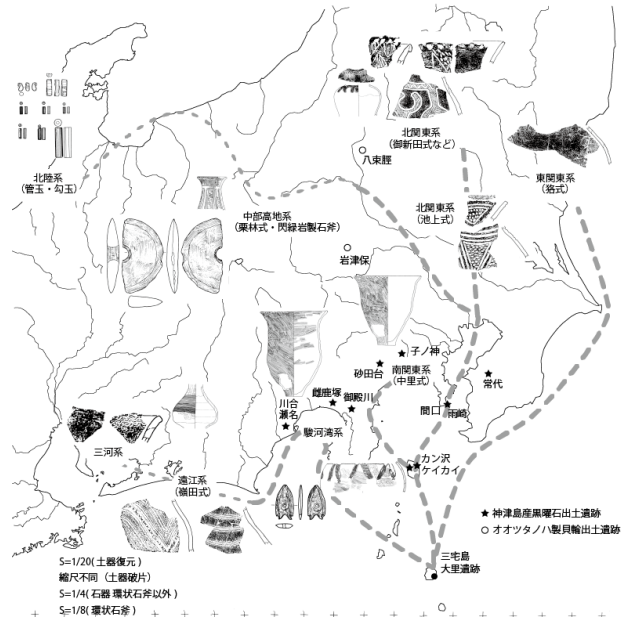 北陸系
(管玉・勾玉)
北関東系
(御新田式など)
八束脛
東関東系
(狢式)
中部高地系
(栗林式・閃緑岩製石斧)
北関東系
(池上式)
岩津保
子ノ神
砂田台
南関東系
(中里式)
常代
雌鹿塚
川合
瀬名
御殿川
間口
雨崎
駿河湾系
三河系
カン沢
ケイカイ
遠江系
(嶺田式)
★ 神津島産黒曜石出土遺跡
○ オオツタノハ製貝輪出土遺跡
三宅島
大里遺跡
S=1/20(土器復元)
縮尺不同(土器破片)
S=1/4(石器 環状石斧以外)
S=1/8(環状石斧)